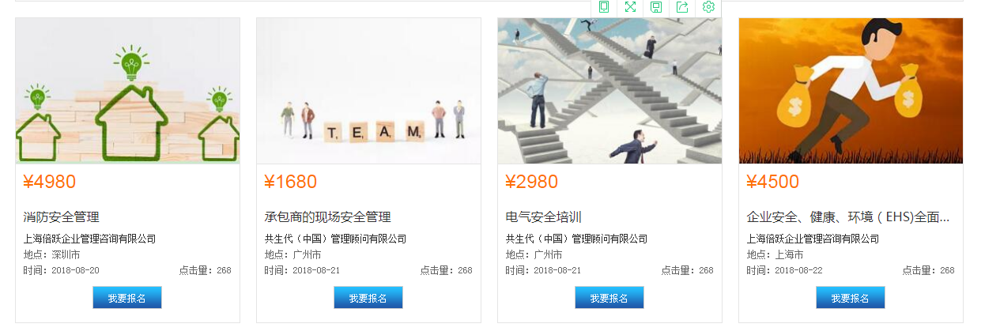 T E A M
¥4980
消防安全管理
上海倍跃企业管理咨询有限公司
地点：深圳市
时间：2018-08-20 点击量：268
我要报名
¥1680
承包商的现场安全管理
共生代（中国）管理顾问有限公司
地点：广州市
时间：2018-08-21 点击量：268
我要报名
¥2980
电气安全培训
共生代（中国）管理顾问有限公司
地点：广州市
时间：2018-08-21 点击量：268
我要报名
$ $
¥4500
企业安全、健康、环境（EHS)全面...
上海倍跃企业管理咨询有限公司
地点：上海市
时间：2018-08-22 点击量：268
我要报名